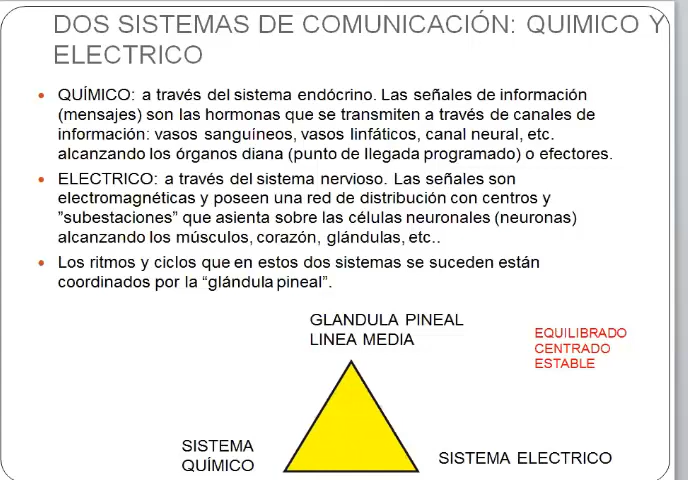 DOS SISTEMAS DE COMUNICACIÓN: QUIMICO Y
ELECTRICO
• QUÍMICO: a través del sistema endócrino. Las señales de información
(mensajes) son las hormonas que se transmiten a través de canales de
información: vasos sanguíneos, vasos linfáticos, canal neural, etc.
alcanzando los órganos diana (punto de llegada programado) o efectores.
• ELECTRICO: a través del sistema nervioso. Las señales son
electromagnéticas y poseen una red de distribución con centros y
”subestaciones” que asienta sobre las células neuronales (neuronas)
alcanzando los músculos, corazón, glándulas, etc..
• Los ritmos y ciclos que en estos dos sistemas se suceden están
coordinados por la “glándula pineal”.
GLANDULA PINEAL
LINEA MEDIA
EQUILIBRADO
CENTRADO
ESTABLE
SISTEMA
QUÍMICO
SISTEMA ELECTRICO